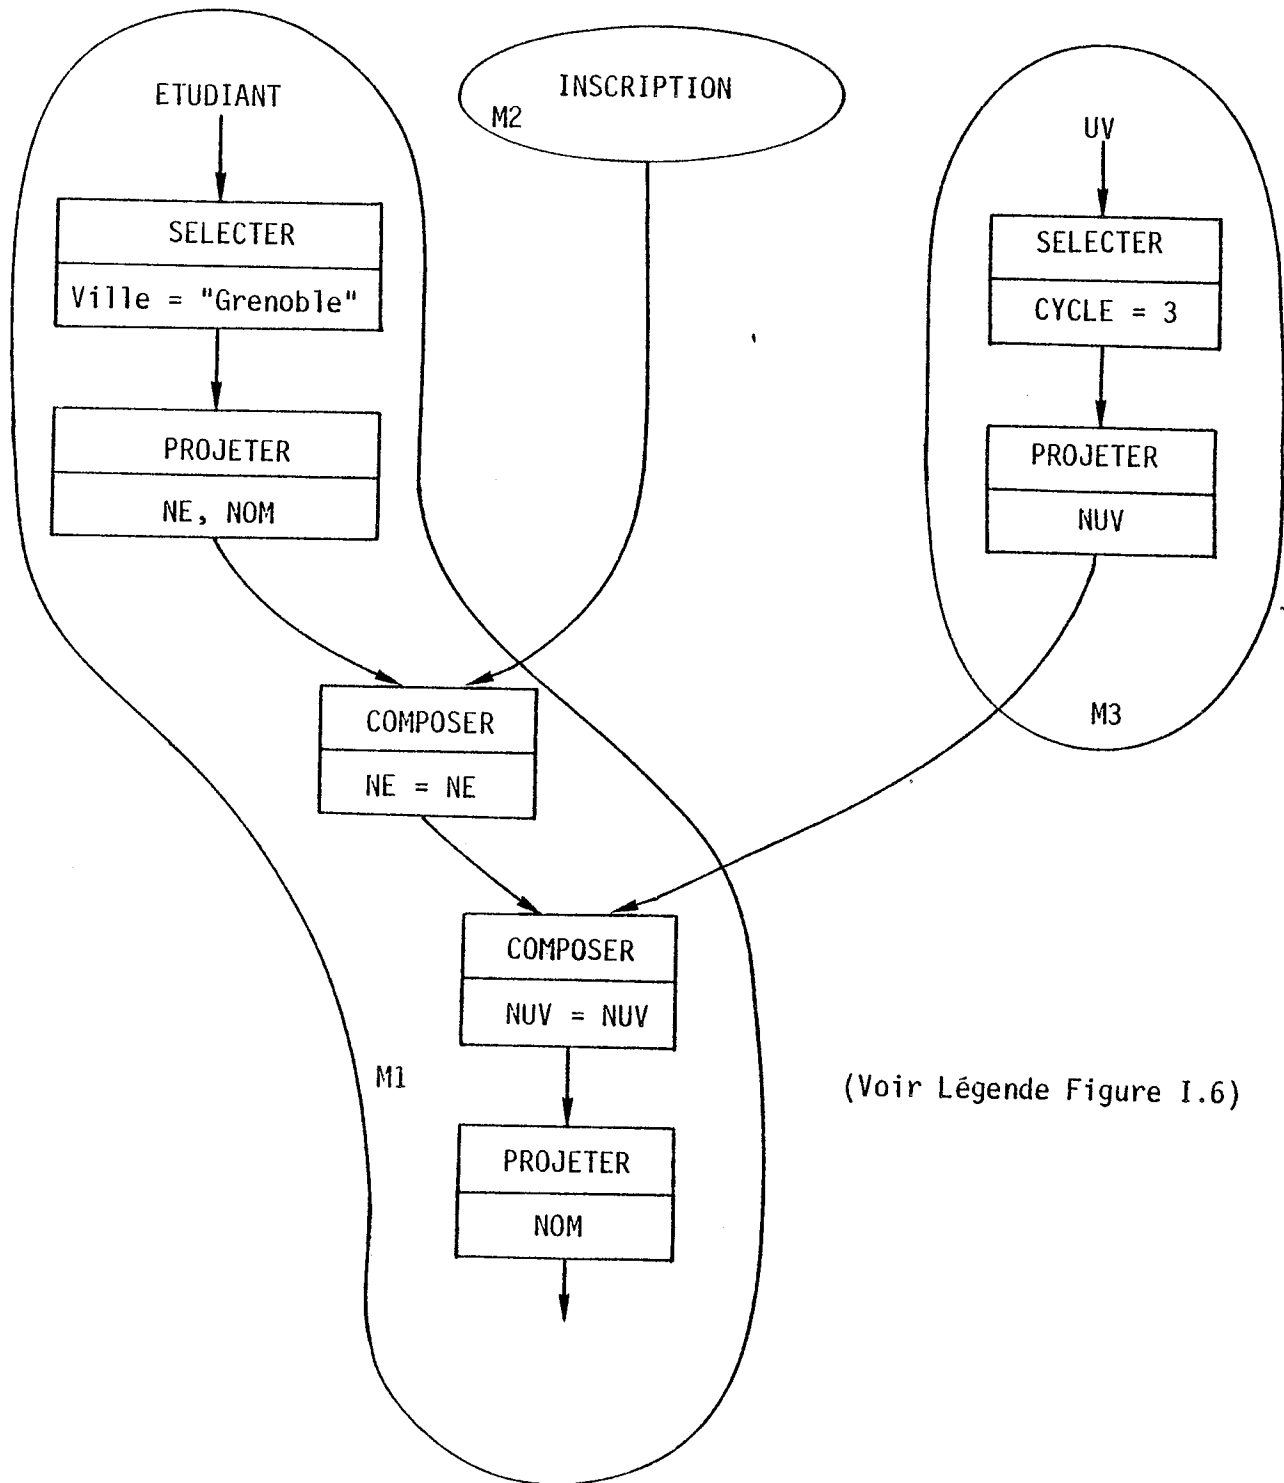 ETUDIANT
SELECTER
Ville = "Grenoble"
PROJETER
NE, NOM
INSCRIPTION
M2
UV
SELECTER
CYCLE = 3
PROJETER
NUV
M3
COMPOSER
NE = NE
COMPOSER
NUV = NUV
M1
PROJETER
NOM
(Voir Légende Figure I.6)